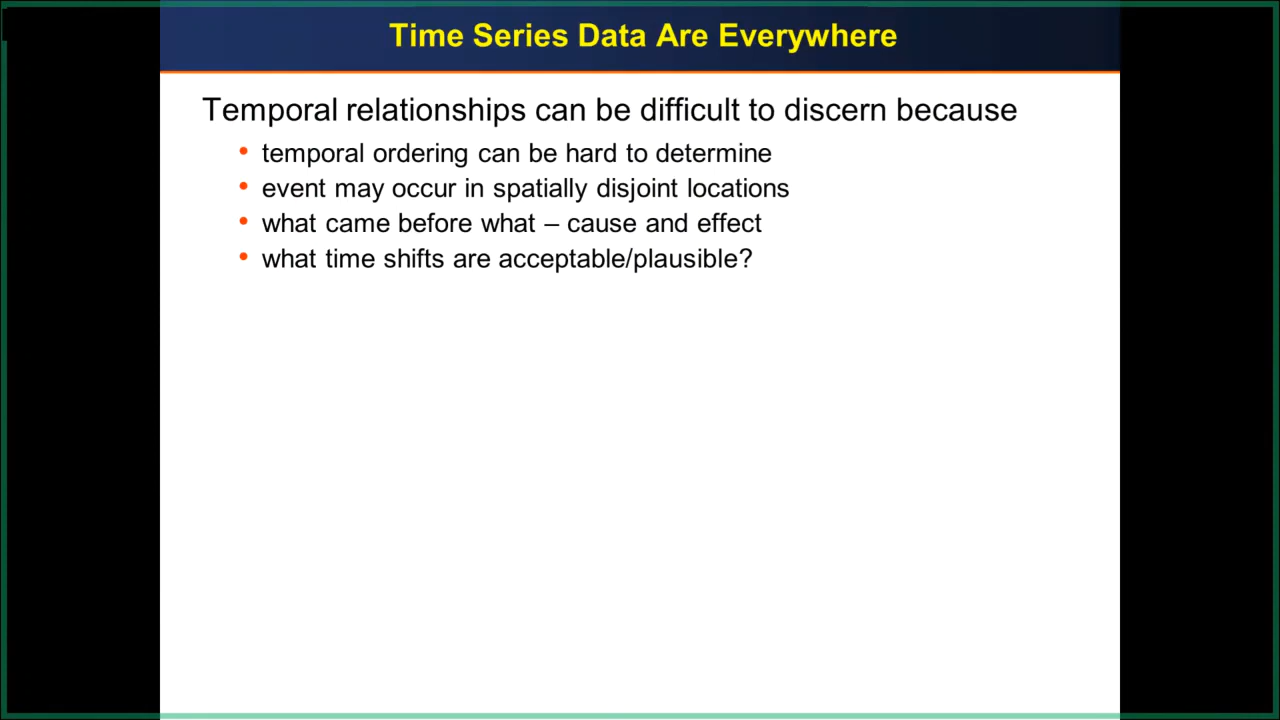 Time Series Data Are Everywhere
Temporal relationships can be difficult to discern because
• temporal ordering can be hard to determine
• event may occur in spatially disjoint locations
• what came before what – cause and effect
• what time shifts are acceptable/plausible?